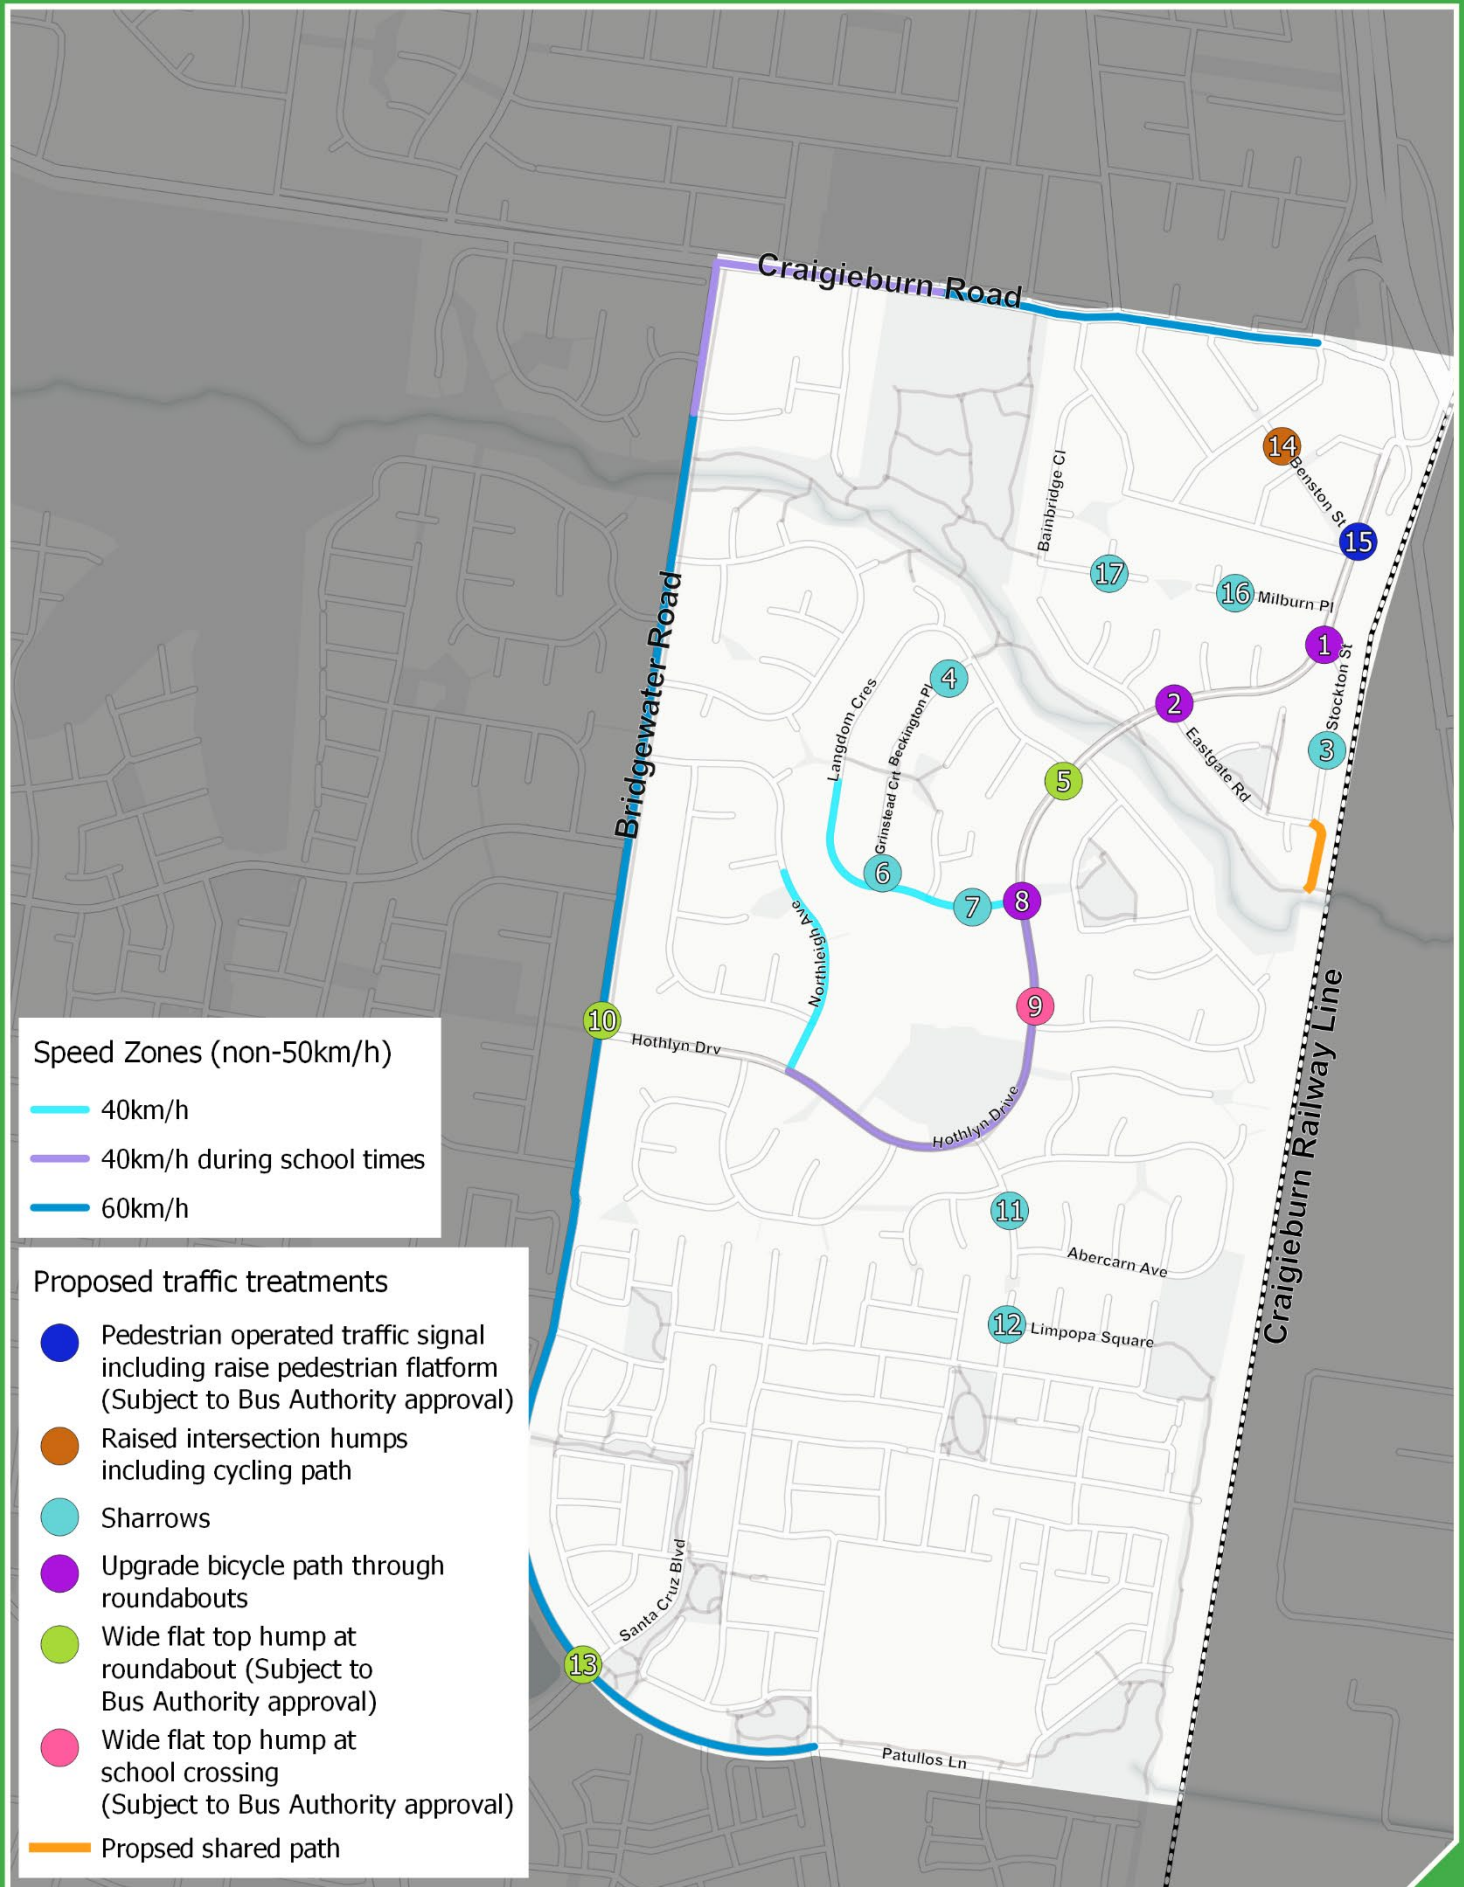 Craigieburn Road
14
Benston St
15
Bainbridge Cl
17
16
Milburn Pl
1
Stockton St
Bridgewater Road
4
2
Langdom Cres
Beckington Pl
3
Eastgate Rd
5
Grinstead Crt
6
7
8
Northleigh Ave
9
10
Hothlyn Drv
Hothlyn Drive
Craigieburn Railway Line
11
Abercarn Ave
12
Limpopa Square
Santa Cruz Blvd
13
Patullos Ln
Speed Zones (non-50km/h)
40km/h
40km/h during school times
60km/h
Proposed traffic treatments
Pedestrian operated traffic signal
including raise pedestrian flatform
(Subject to Bus Authority approval)
Raised intersection humps
including cycling path
Sharrows
Upgrade bicycle path through
roundabouts
Wide flat top hump at
roundabout (Subject to
Bus Authority approval)
Wide flat top hump at
school crossing
(Subject to Bus Authority approval)
Propsed shared path